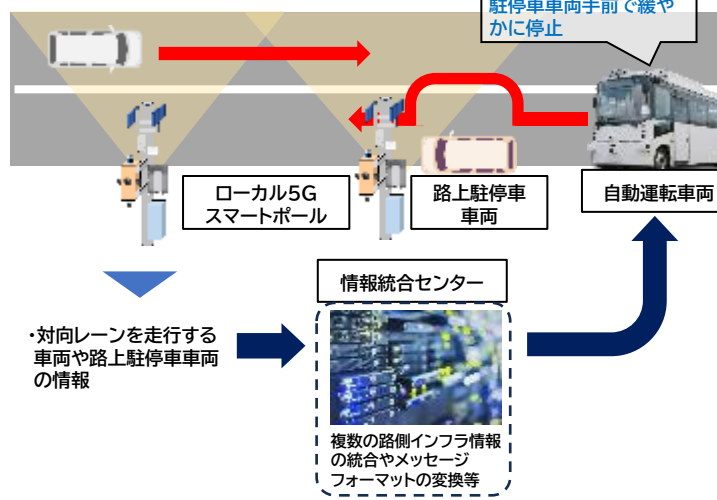 駐停車車両手前で緩や
かに停止
ローカル5G
スマートポール
路上駐停車
車両
自動運転車両
情報統合センター
・対向レーンを走行する
車両や路上駐停車車両
の情報
複数の路側インフラ情報
の統合やメッセージ
フォーマットの変換等